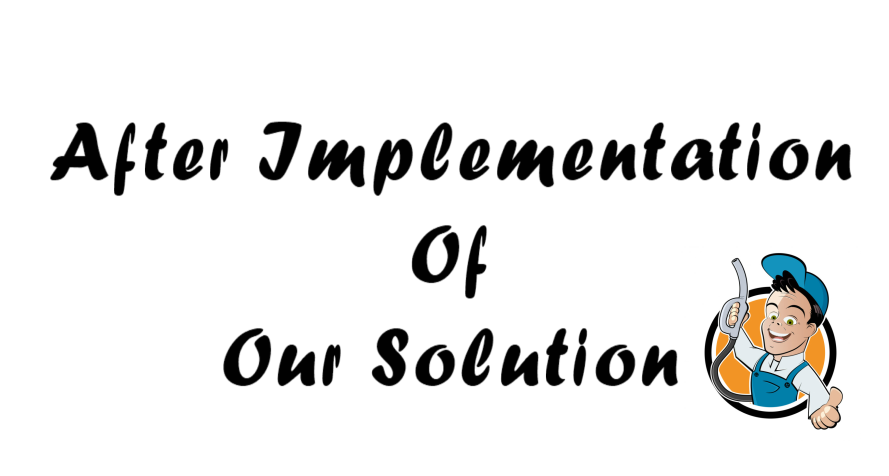 After Implementation
Of
Our Solution